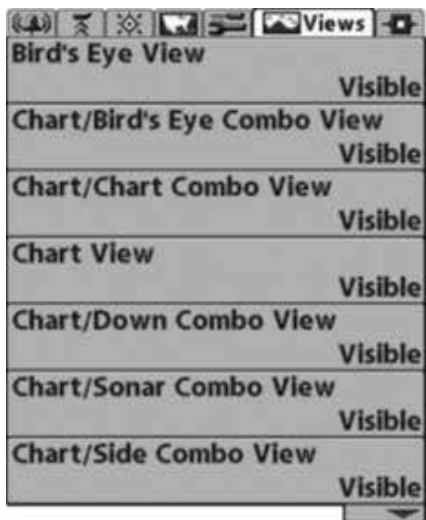 Views
Bird's Eye View
Visible
Chart/Bird's Eye Combo View
Visible
Chart/Chart Combo View
Visible
Chart View
Visible
Chart/Down Combo View
Visible
Chart/Sonar Combo View
Visible
Chart/Side Combo View
Visible